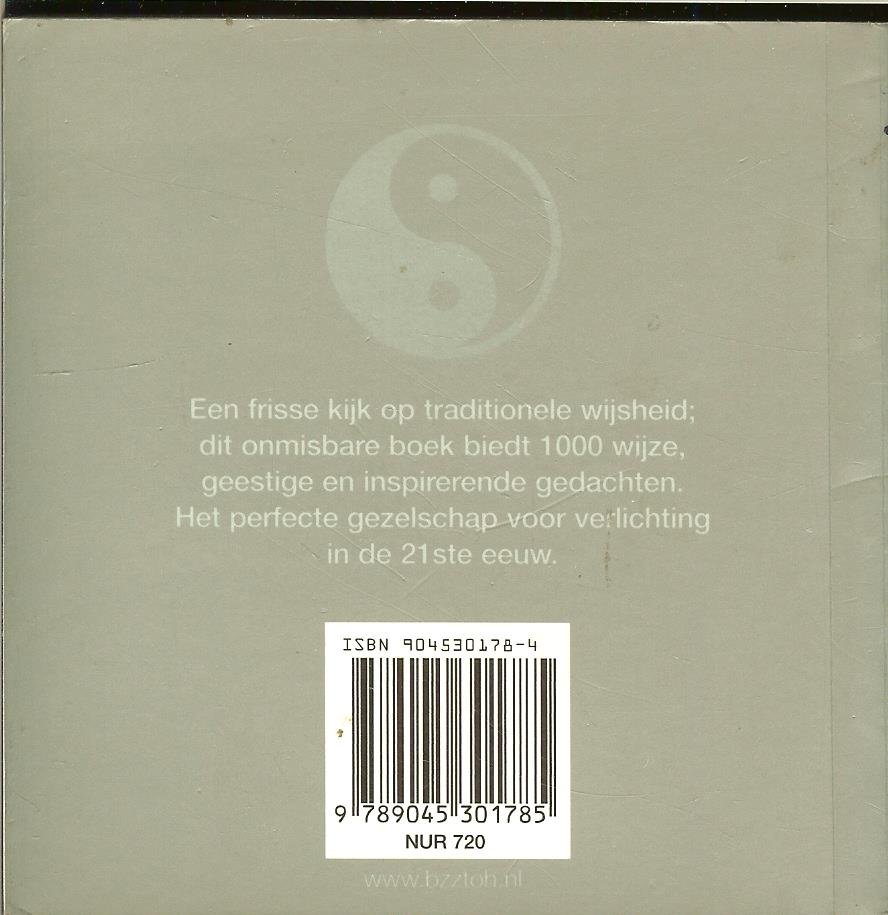 Een frisse kijk op traditionele wijsheid;
dit onmisbare boek biedt 1000 wijze,
geestige en inspirerende gedachten.
Het perfecte gezelschap voor verlichting
in de 21ste eeuw.
ISBN 904530178-4
9 789045 301785
NUR 720
www.bzztoh.nl